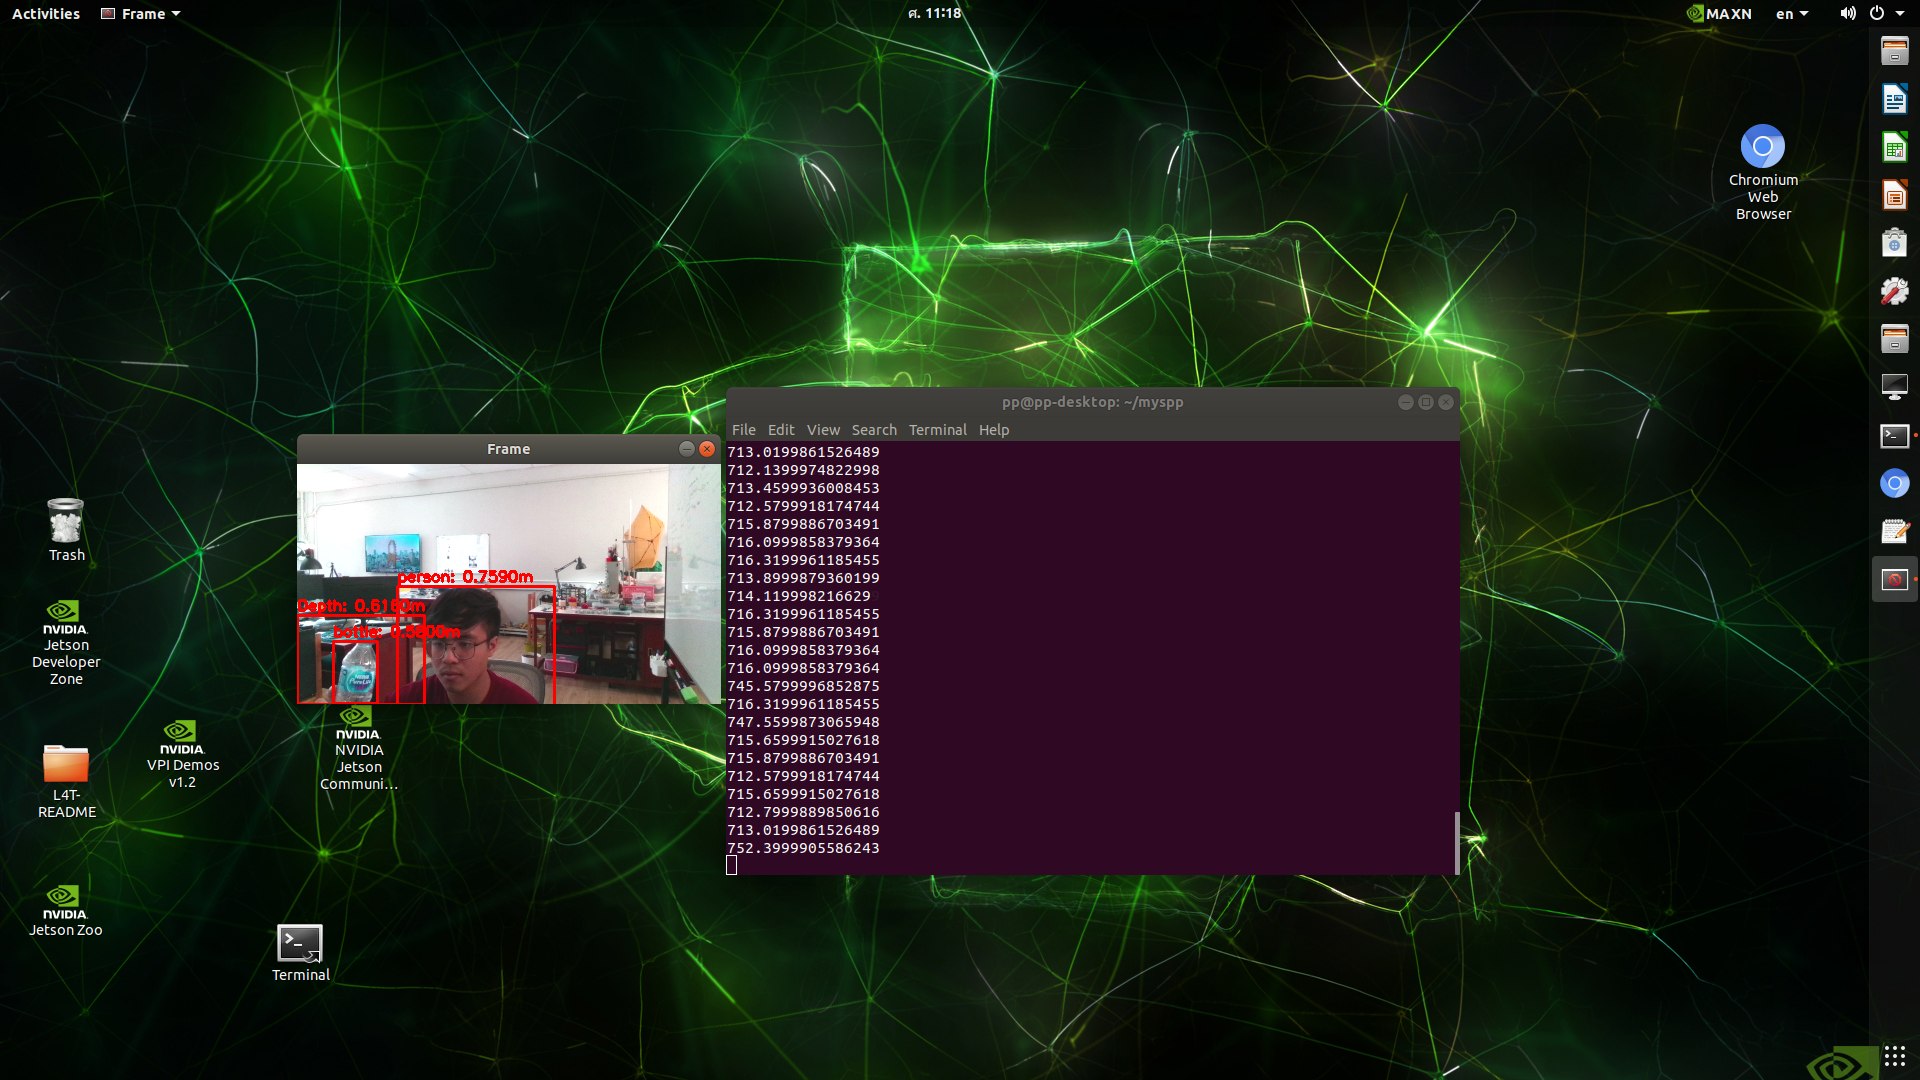 Activities
Frame
ศ. 11:18
MAXN
en
Chromium
Web
Browser
pp@pp-desktop: ~/myspp
File Edit View Search Terminal Help
713.0199861526489
712.1399974822998
713.4599936008453
712.5799918174744
715.8799886703491
716.0999858379364
716.3199961185455
713.8999879360199
714.119998216629
716.3199961185455
715.8799886703491
716.0999858379364
716.0999858379364
745.5799996852875
716.3199961185455
747.5599873065948
715.6599915027618
715.8799886703491
712.5799918174744
715.6599915027618
712.7999889850616
713.0199861526489
752.3999905586243
Frame
person: 0.7590m
Depth: 0.6160m
bottle: 0.5800m
Trash
NVIDIA.
Jetson
Developer
Zone
NVIDIA.
VPI Demos
v1.2
NVIDIA.
NVIDIA
Jetson
Communi...
L4T-
README
NVIDIA.
Jetson Zoo
Terminal